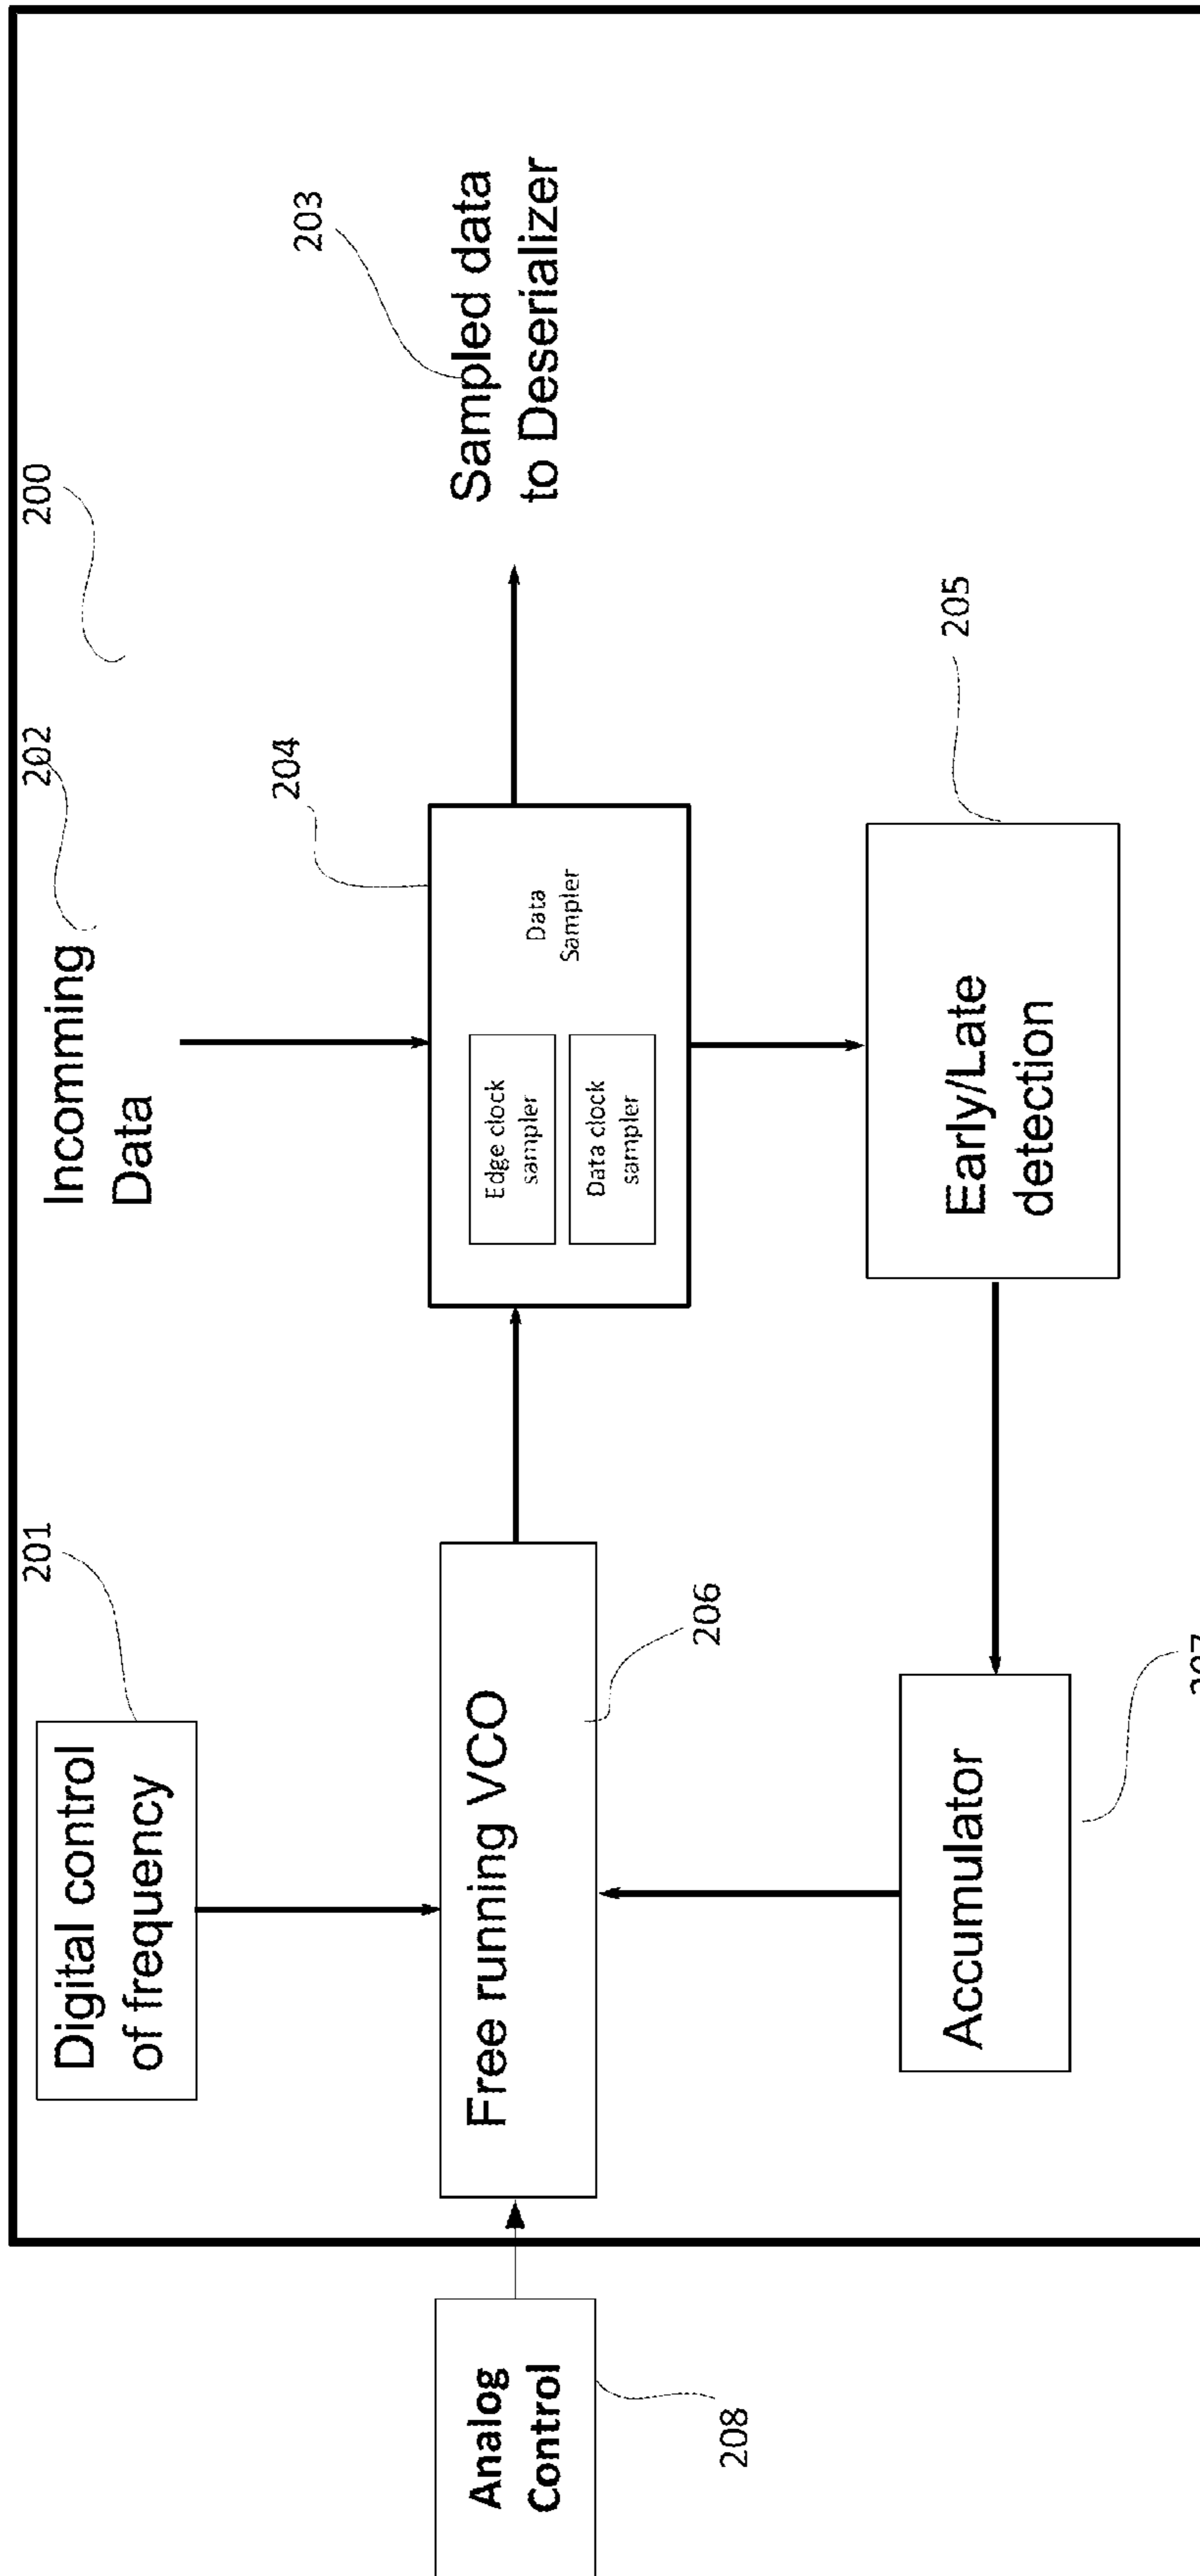 200
202
201
Incomming
Data
Digital control
of frequency
203
204
Sampled data
to Deserializer
Edge clock
sampler
Data clock
sampler
Data
Sampler
Free running VCO
206
Analog
Control
208
Early/Late
detection
205
Accumulator